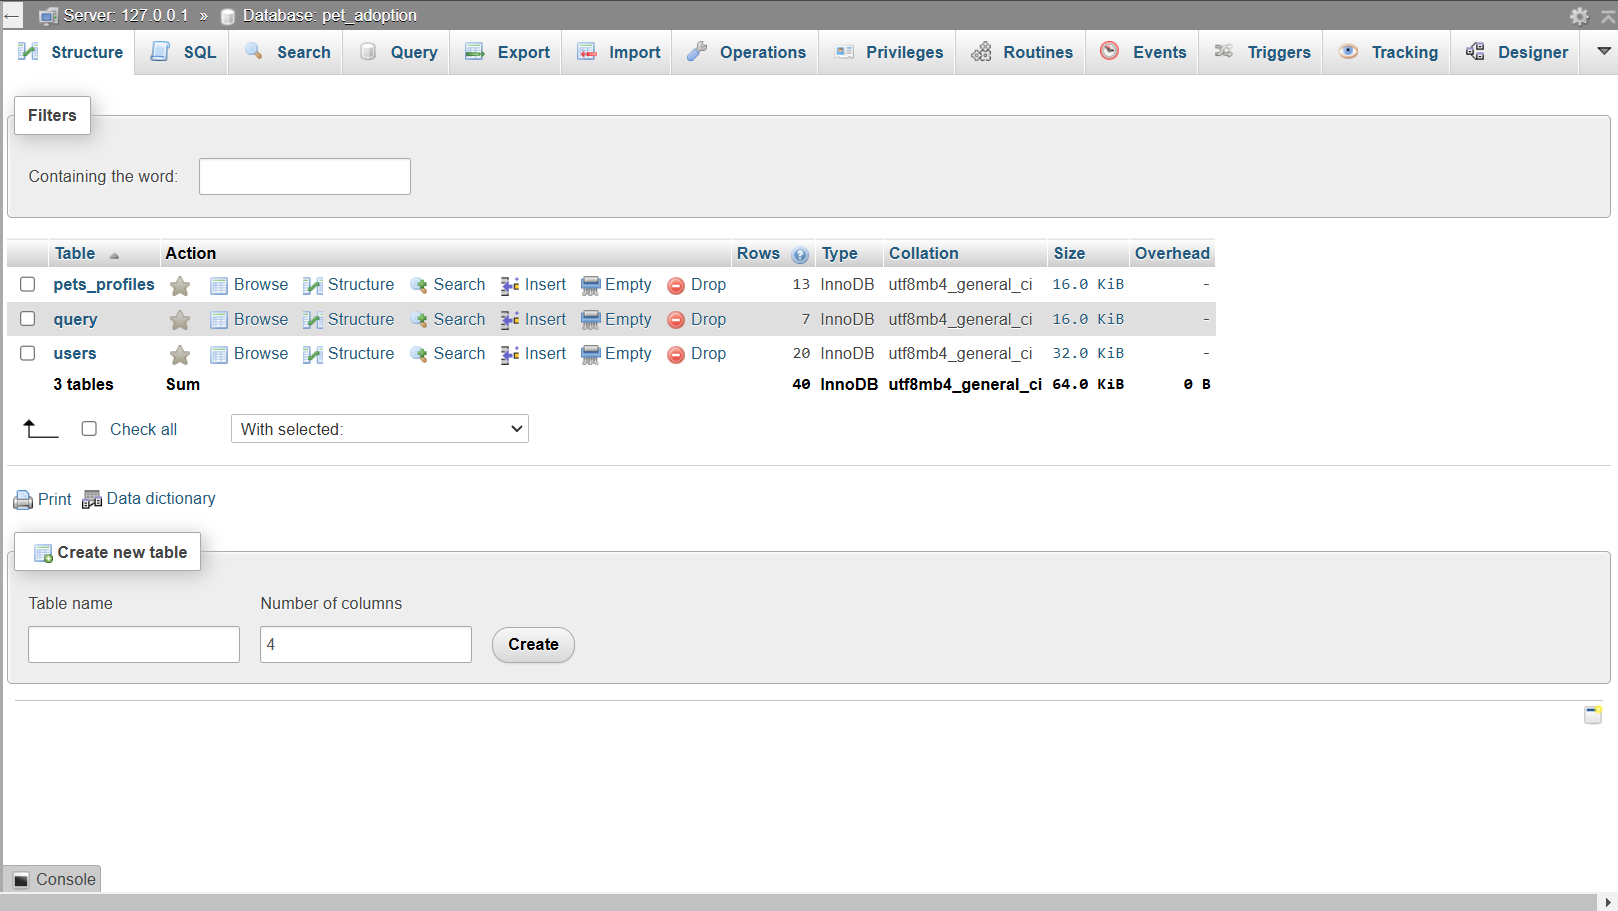 Server: 127.0.0.1 » Database: pet_adoption
Structure SQL Search Query Export Import Operations Privileges Routines Events Triggers Tracking Designer
Filters
Containing the word:
Table Action Rows Type Collation Size Overhead
pets_profiles Browse Structure Search Insert Empty Drop 13 InnoDB utf8mb4_general_ci 16.0 KiB -
query Browse Structure Search Insert Empty Drop 7 InnoDB utf8mb4_general_ci 16.0 KiB -
users Browse Structure Search Insert Empty Drop 20 InnoDB utf8mb4_general_ci 32.0 KiB -
3 tables Sum 40 InnoDB utf8mb4_general_ci 64.0 KiB 0 B
Check all With selected:
Print Data dictionary
Create new table
Table name Number of columns
4 Create
Console